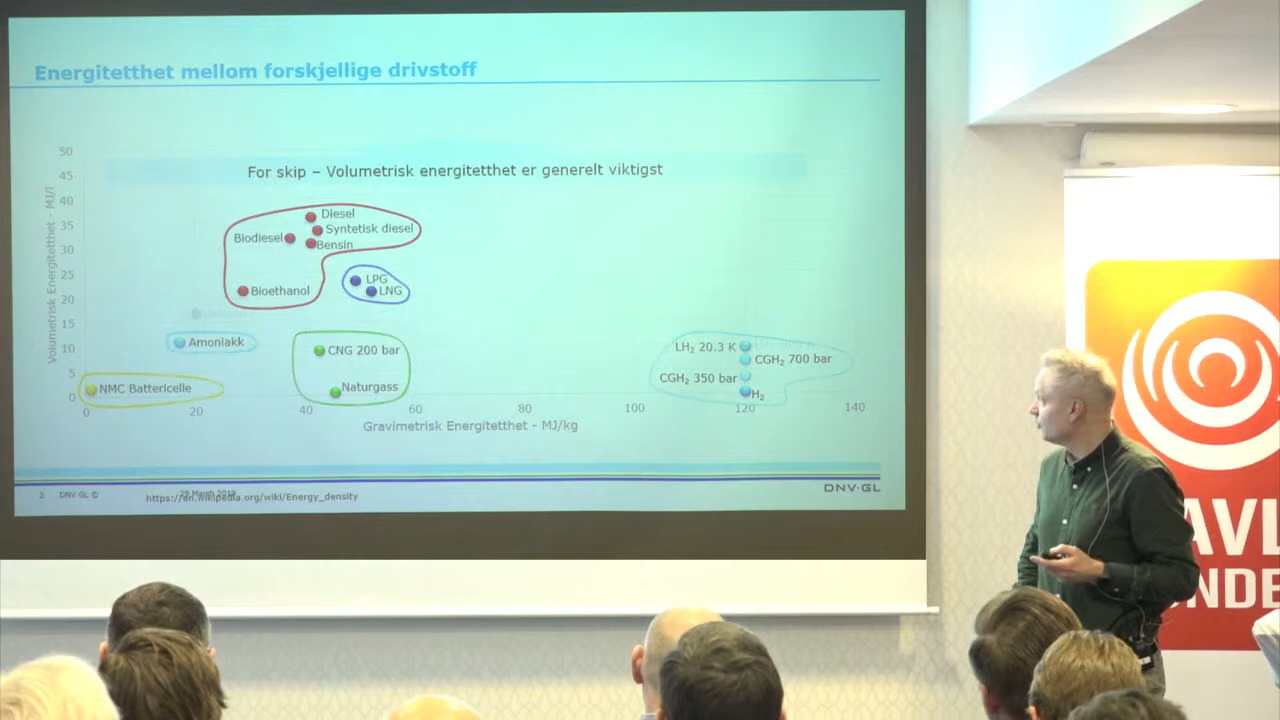 Energitetthet mellom forskjellige drivstoff
For skip – Volumetrisk energitetthet er generelt viktigst
Volumetrisk Energitetthet - MJ/l
50
45
40
35
30
25
20
15
10
5
0
Diesel
Syntetisk diesel
Biodiesel
Bensin
LPG
LNG
Bioethanol
Amoniakk
CNG 200 bar
Naturgass
NMC Battericelle
LH₂ 20.3 K
CGH₂ 700 bar
CGH₂ 350 bar
H₂
0
20
40
60
80
100
120
140
Gravimetrisk Energitetthet - MJ/kg
2 DNV GL ©
https://en.wikipedia.org/wiki/Energy_density
DNV·GL
AVL
NDE